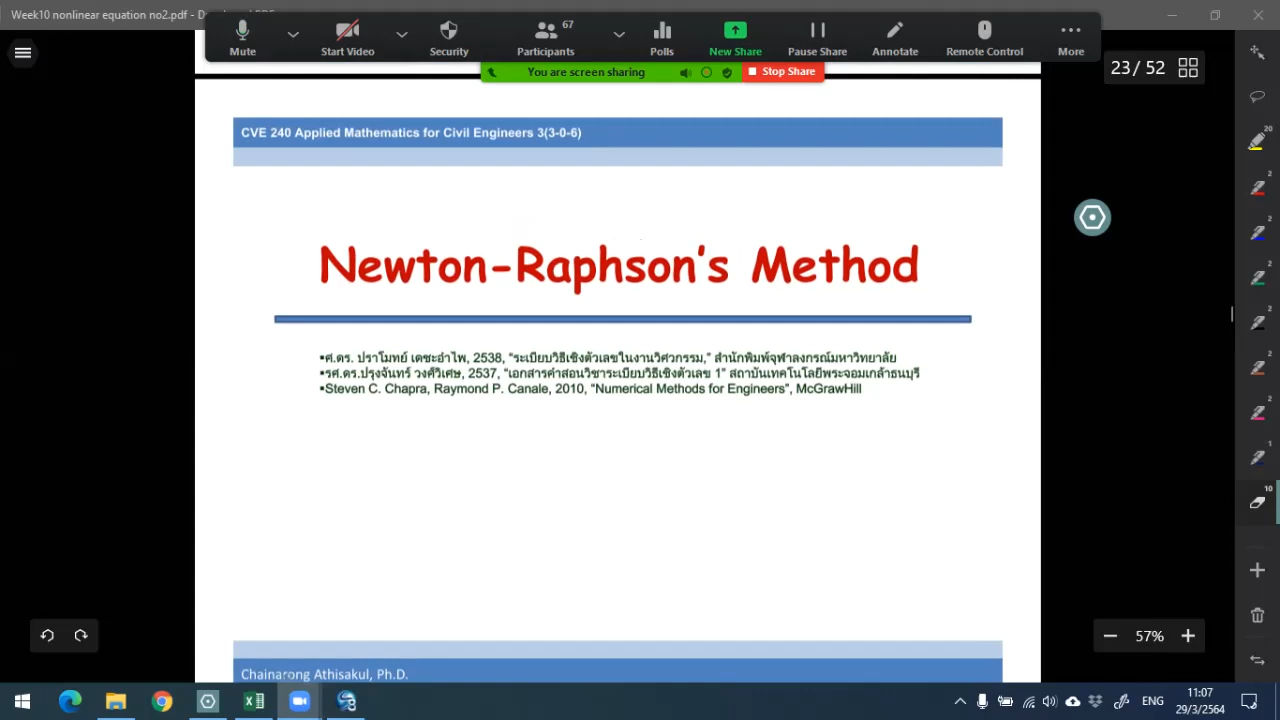 Week10 nonlinear equation no2.pdf -
Mute
Start Video
Security
67
Participants
Polls
New Share
Pause Share
Annotate
Remote Control
More
You are screen sharing
Stop Share
23 / 52
CVE 240 Applied Mathematics for Civil Engineers 3(3-0-6)
Newton-Raphson's Method
▪ศ.ดร. ปราโมทย์ เดชะอำไพ, 2538, “ระเบียบวิธีเชิงตัวเลขในงานวิศวกรรม,” สำนักพิมพ์จุฬาลงกรณ์มหาวิทยาลัย
▪รศ.ดร.ปรุงจันทร์ วงศ์วิเศษ, 2537, “เอกสารคำสอนวิชาระเบียบวิธีเชิงตัวเลข 1” สถาบันเทคโนโลยีพระจอมเกล้าธนบุรี
▪Steven C. Chapra, Raymond P. Canale, 2010, “Numerical Methods for Engineers”, McGrawHill
20
2
2
2
2
2
2
1
10
57%
Chainarong Athisakul, Ph.D.
ENG
11:07
29/3/2564